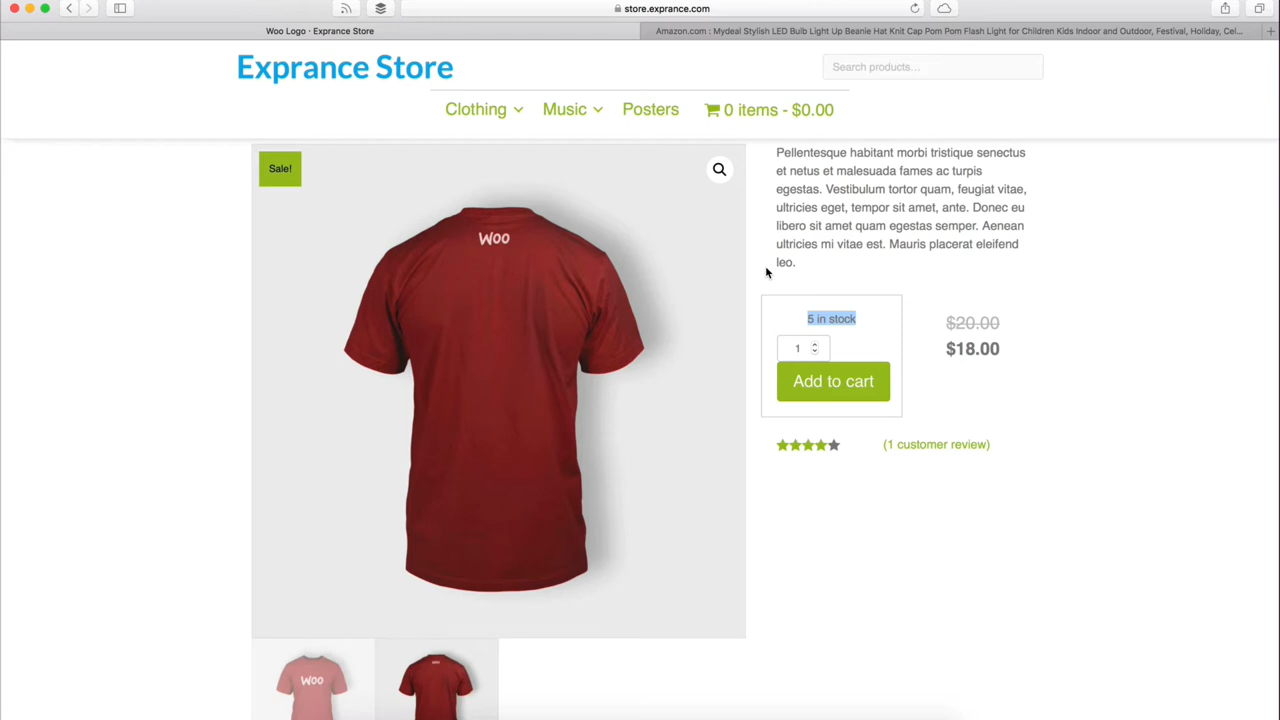 store.exprance.com
Woo Logo · Exprance Store
Amazon.com : Mydeal Stylish LED Bulb Light Up Beanie Hat Knit Cap Pom Pom Flash Light for Children Kids Indoor and Outdoor, Festival, Holiday, Cel...
Exprance Store
Search products...
Clothing
Music
Posters
0 items - $0.00
Sale!
Woo
Pellentesque habitant morbi tristique senectus
et netus et malesuada fames ac turpis
egestas. Vestibulum tortor quam, feugiat vitae,
ultricies eget, tempor sit amet, ante. Donec eu
libero sit amet quam egestas semper. Aenean
ultricies mi vitae est. Mauris placerat eleifend
leo.
5 in stock
1
Add to cart
$20.00
$18.00
(1 customer review)
Woo